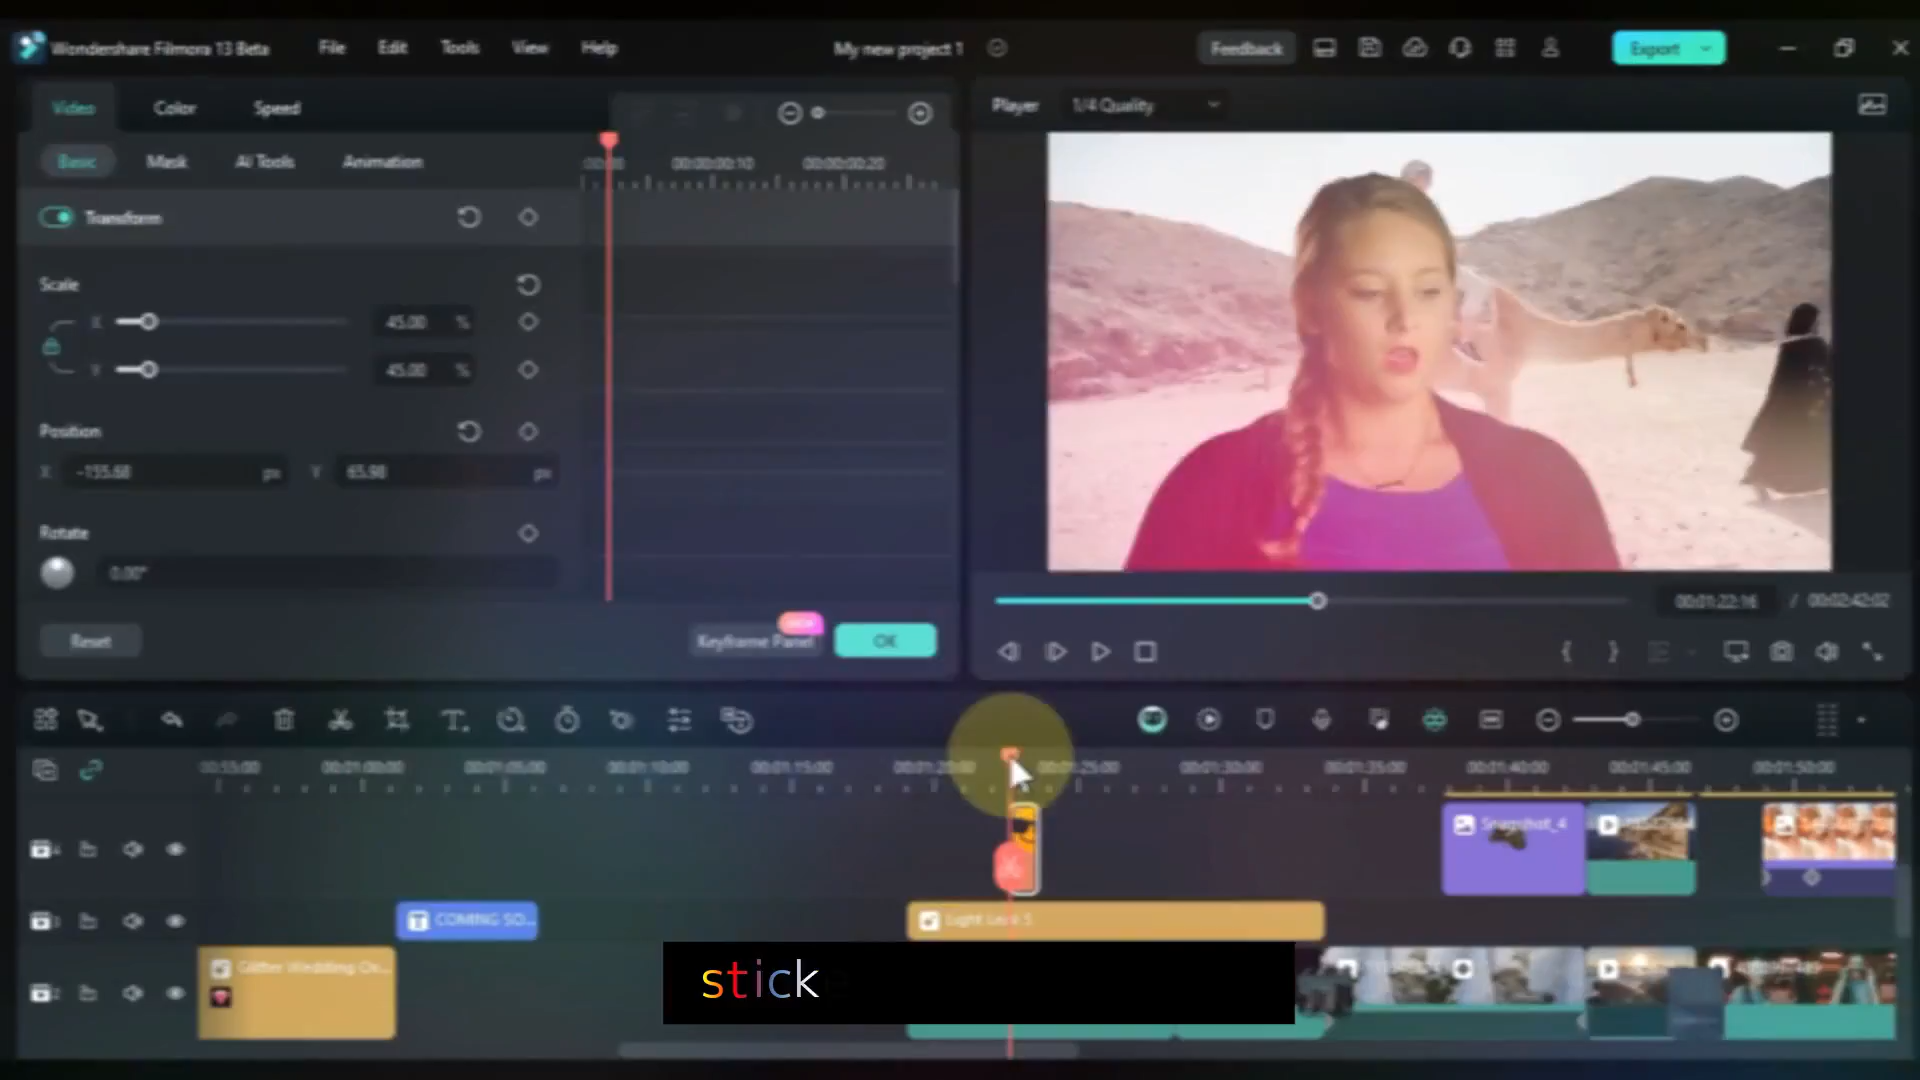 Wondershare Filmora 13 Beta File Edit Tools View Help My new project 1 Feedback Export
Video Color Speed
Player 1/4 Quality
Basic Mask AI Tools Animation
00:00:00:10 00:00:00:20
Transform
Scale
X 45.00 %
Y 45.00 %
Position
X -155.68 px Y 65.98 px
Rotate
0.00°
00:01:22:16 / 00:02:42:02
Reset Keyframe Panel OK
00:55:00 00:01:00:00 00:01:05:00 00:01:10:00 00:01:15:00 00:01:20:00 00:01:25:00 00:01:30:00 00:01:35:00 00:01:40:00 00:01:45:00 00:01:50:00
Snapshot_4
COMING SO...
Light Leak 5
Glitter Wedding
stick